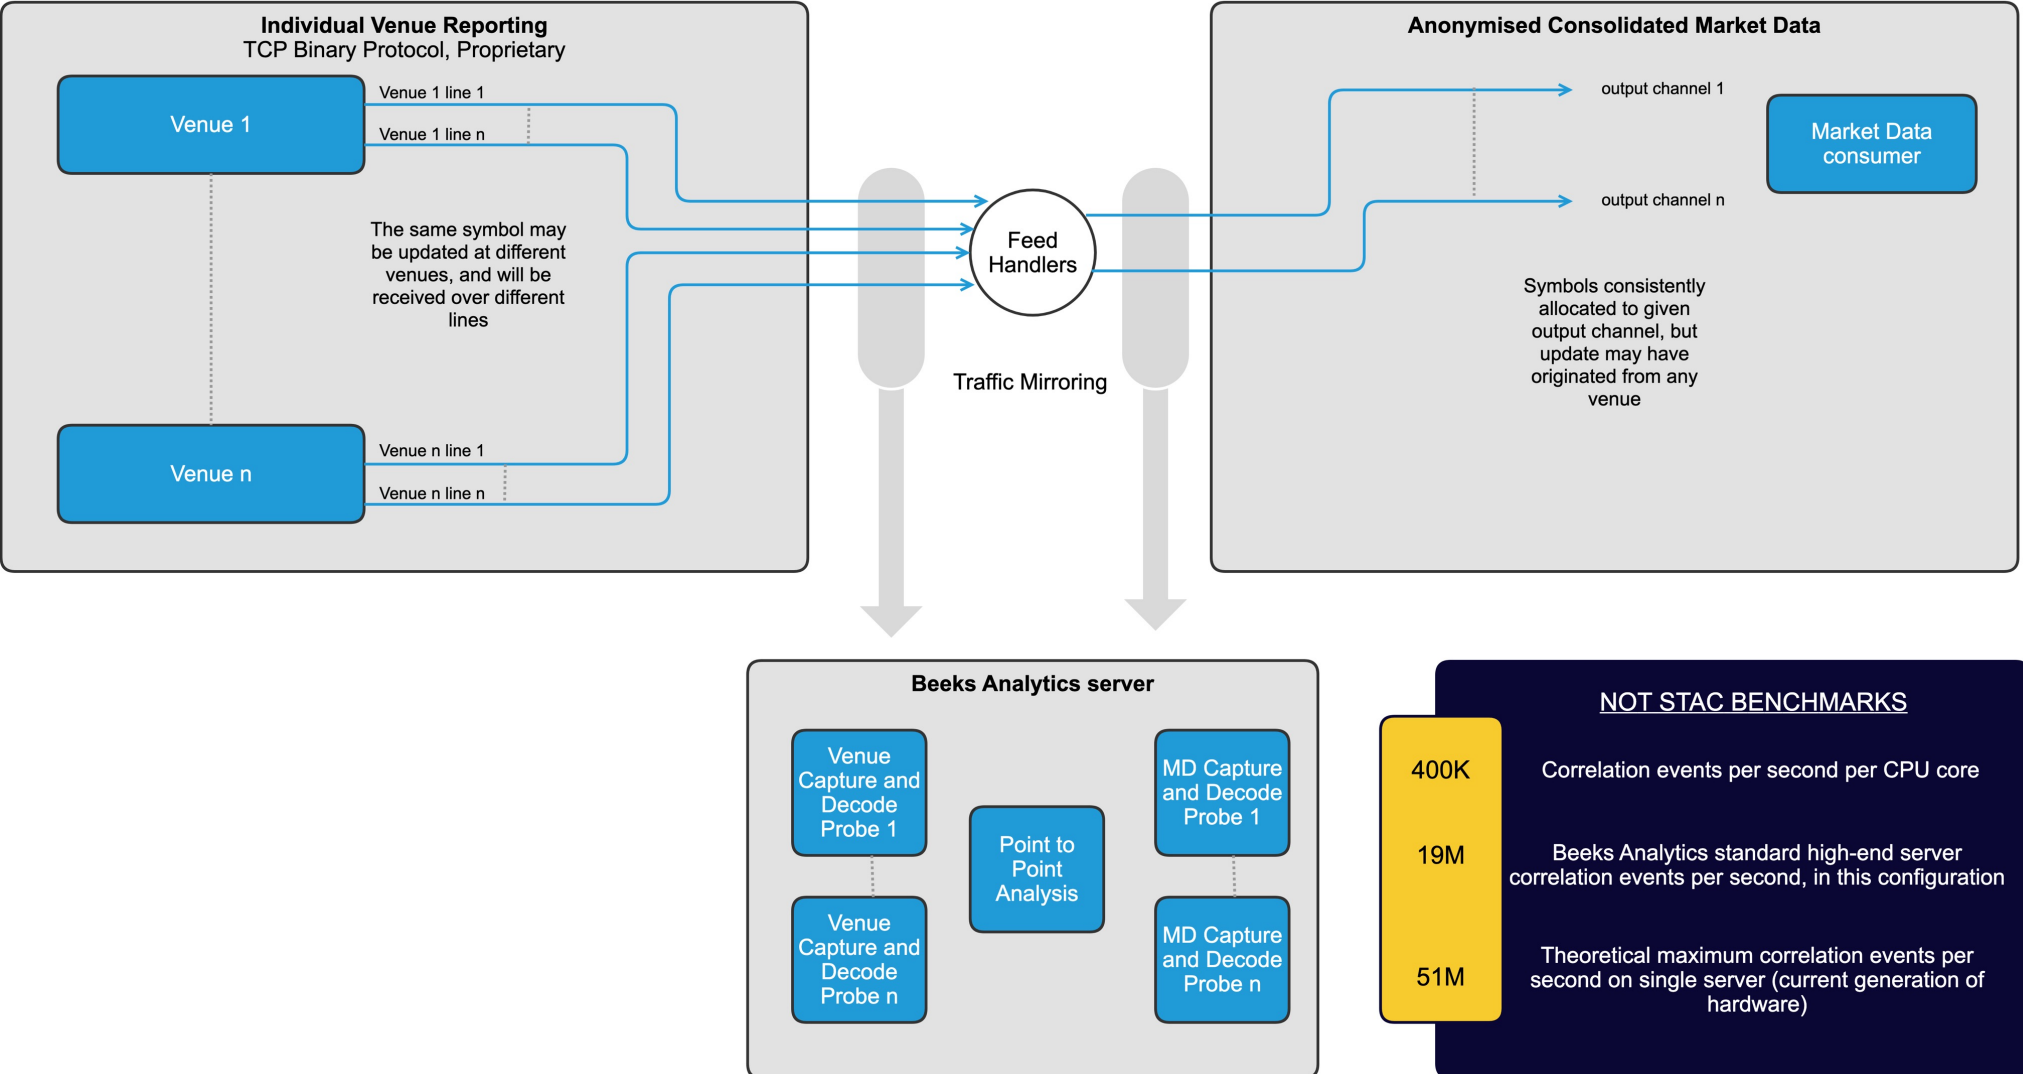 Individual Venue Reporting
TCP Binary Protocol, Proprietary
Venue 1
Venue 1 line 1
Venue 1 line n
The same symbol may
be updated at different
venues, and will be
received over different
lines
Venue n
Venue n line 1
Venue n line n
Feed
Handlers
Traffic Mirroring
Anonymised Consolidated Market Data
output channel 1
output channel n
Market Data
consumer
Symbols consistently
allocated to given
output channel, but
update may have
originated from any
venue
Beeks Analytics server
Venue
Capture and
Decode
Probe 1
Venue
Capture and
Decode
Probe n
Point to
Point
Analysis
MD Capture
and Decode
Probe 1
MD Capture
and Decode
Probe n
NOT STAC BENCHMARKS
400K
Correlation events per second per CPU core
19M
Beeks Analytics standard high-end server
correlation events per second, in this configuration
51M
Theoretical maximum correlation events per
second on single server (current generation of
hardware)